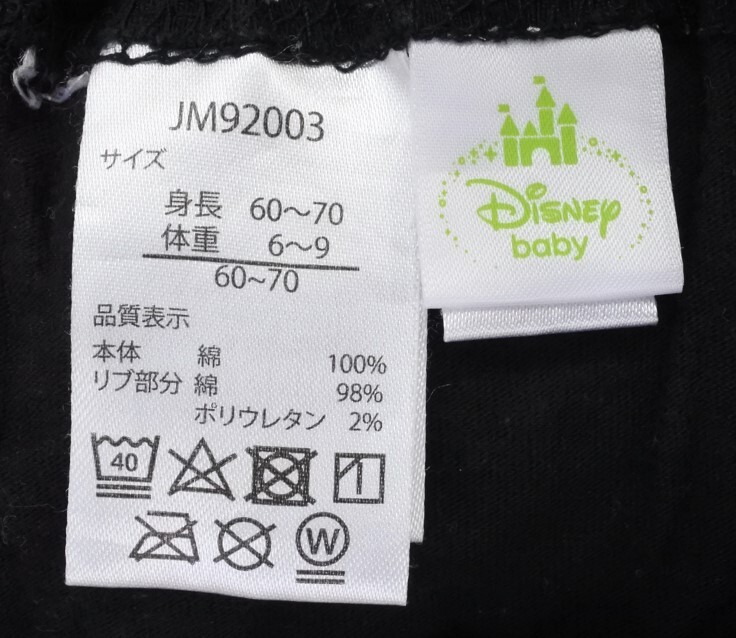 JM92003
サイズ
身長 60～70
体重 6～9
60~70
品質表示
本体 綿 100%
リブ部分 綿 98%
ポリウレタン 2%
40
W
Disney
baby